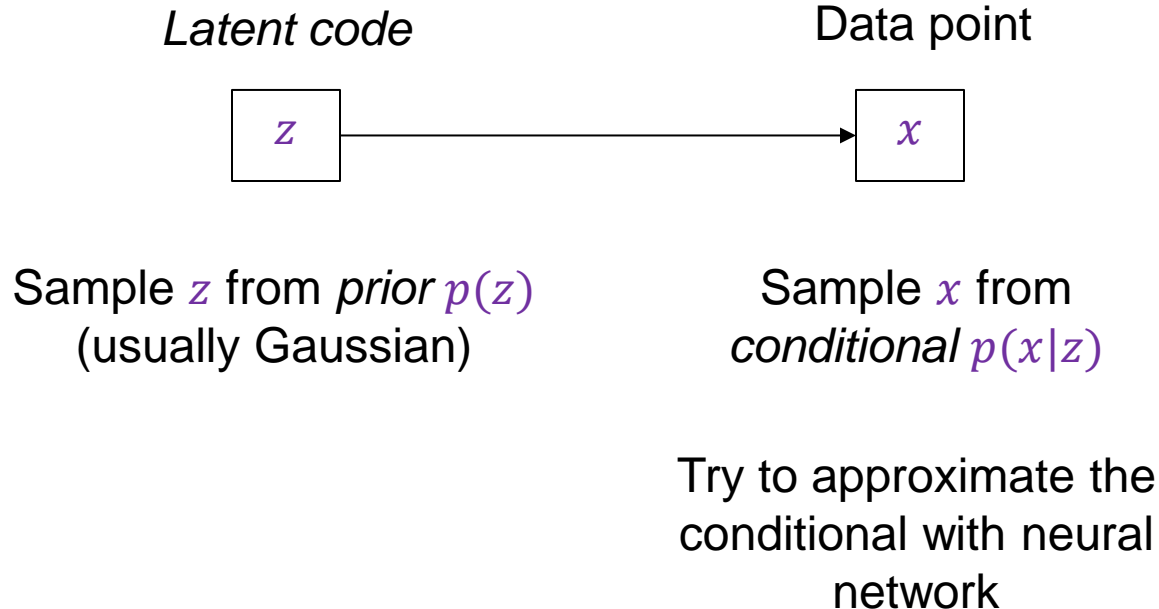 Latent code
Data point
z
x
Sample z from prior p(z)
(usually Gaussian)
Sample x from
conditional p(x|z)
Try to approximate the
conditional with neural
network